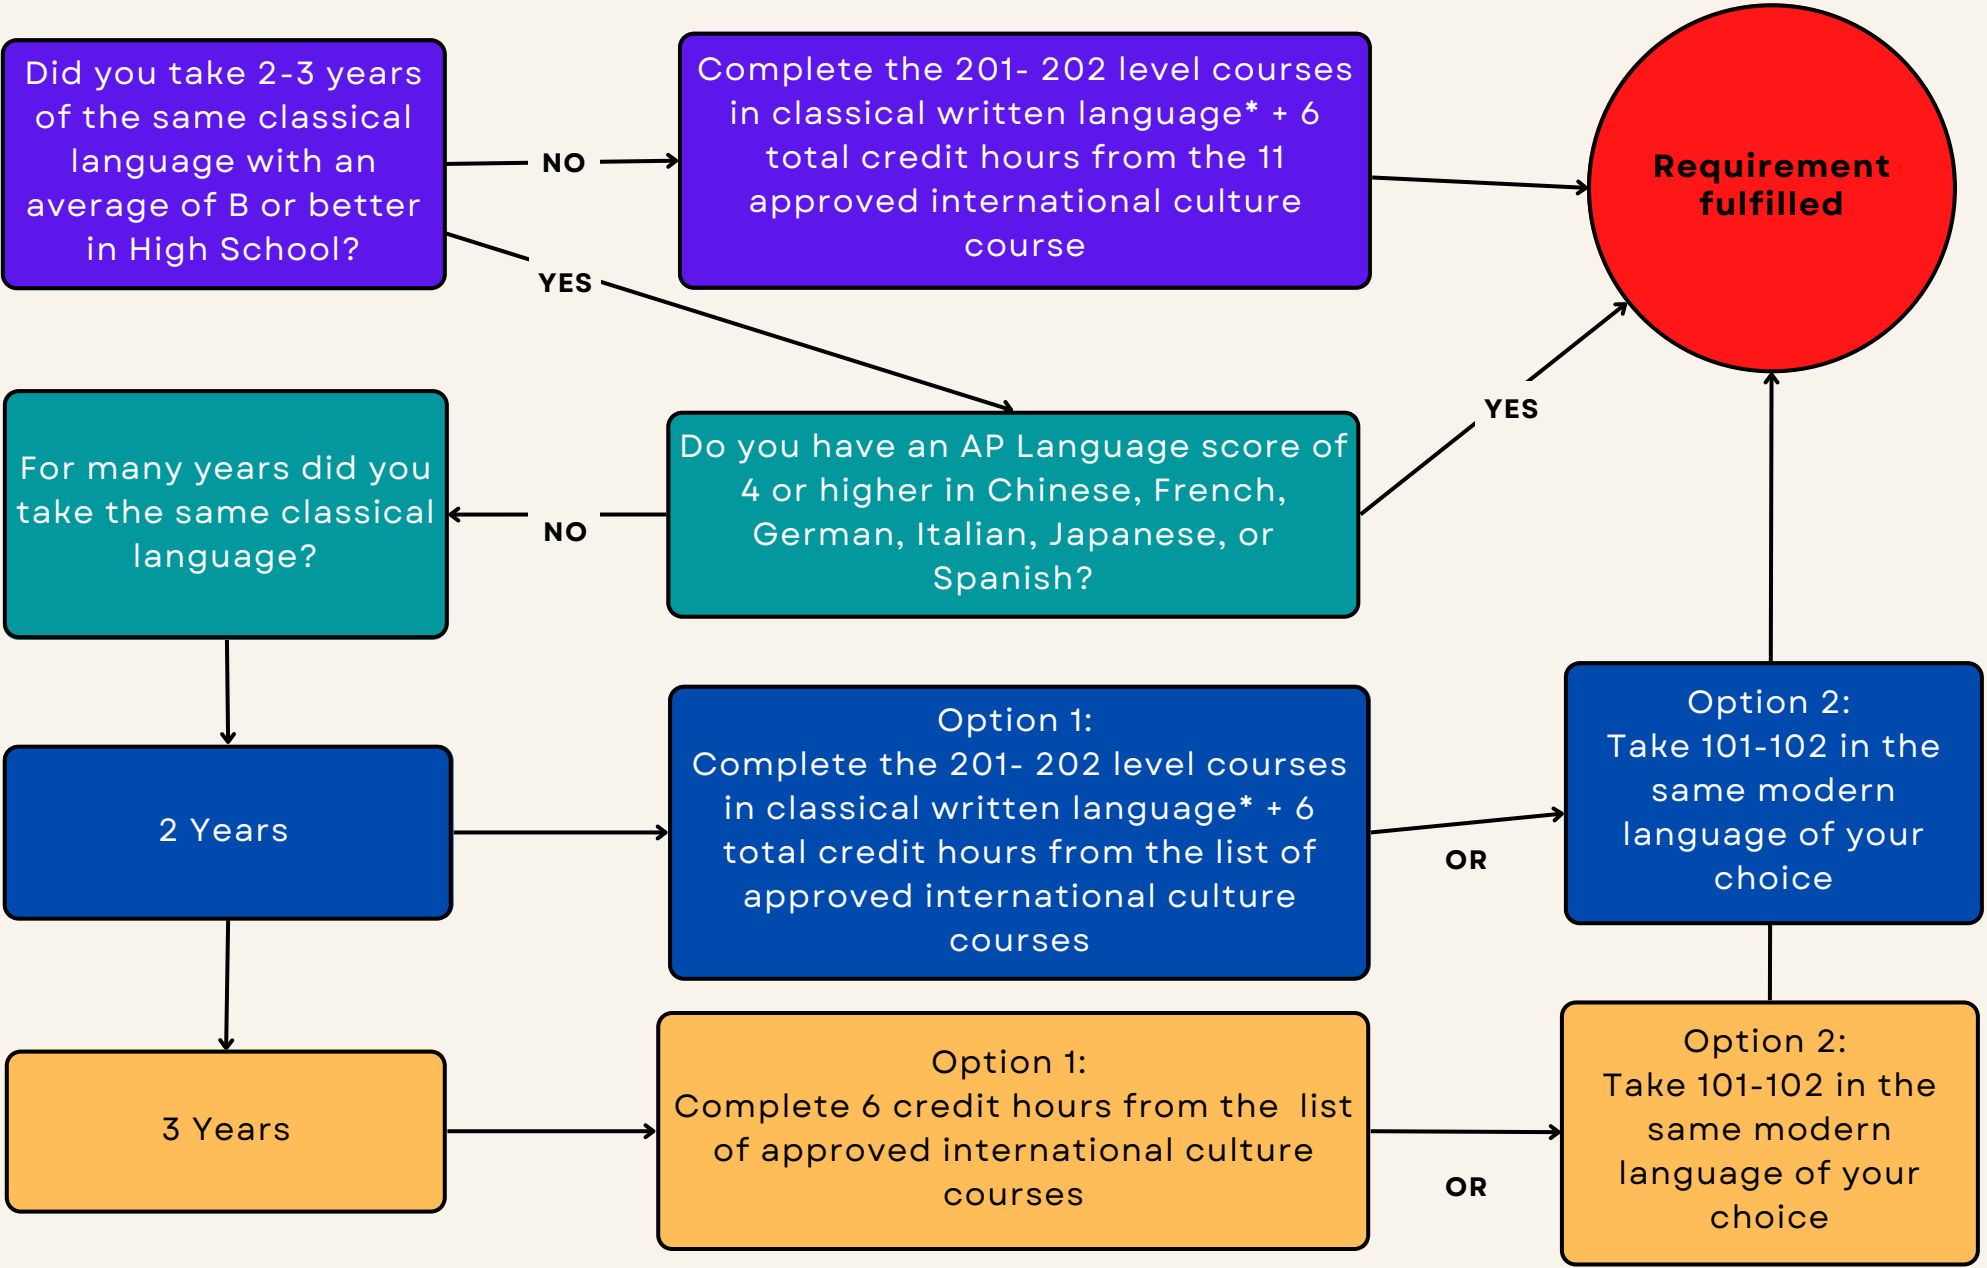 Did you take 2-3 years
of the same classical
language with an
average of B or better
in High School?
NO
YES
Complete the 201- 202 level courses
in classical written language* + 6
total credit hours from the 11
approved international culture
course
Requirement
fulfilled
For many years did you
take the same classical
language?
NO
Do you have an AP Language score of
4 or higher in Chinese, French,
German, Italian, Japanese, or
Spanish?
YES
2 Years
Option 1:
Complete the 201- 202 level courses
in classical written language* + 6
total credit hours from the list of
approved international culture
courses
OR
Option 2:
Take 101-102 in the
same modern
language of your
choice
3 Years
Option 1:
Complete 6 credit hours from the  list
of approved international culture
courses
OR
Option 2:
Take 101-102 in the
same modern
language of your
choice